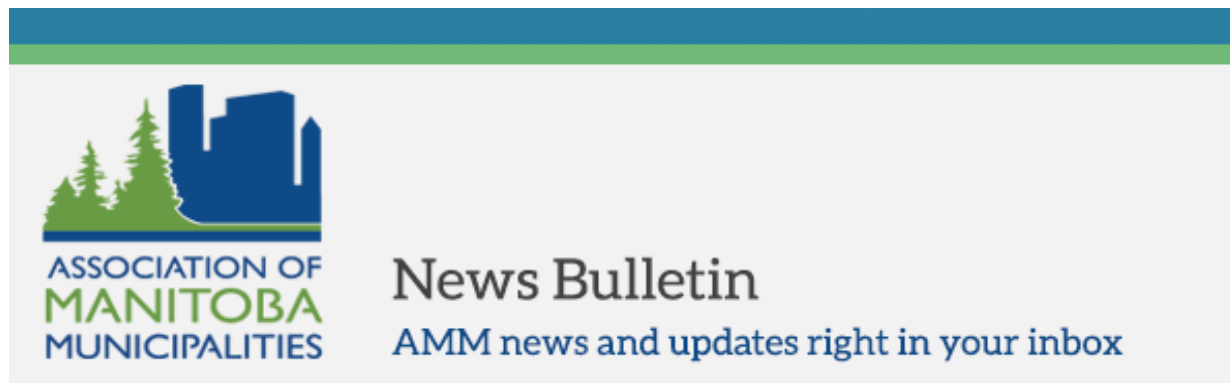 ASSOCIATION OF
MANITOBA
MUNICIPALITIES
News Bulletin
AMM news and updates right in your inbox